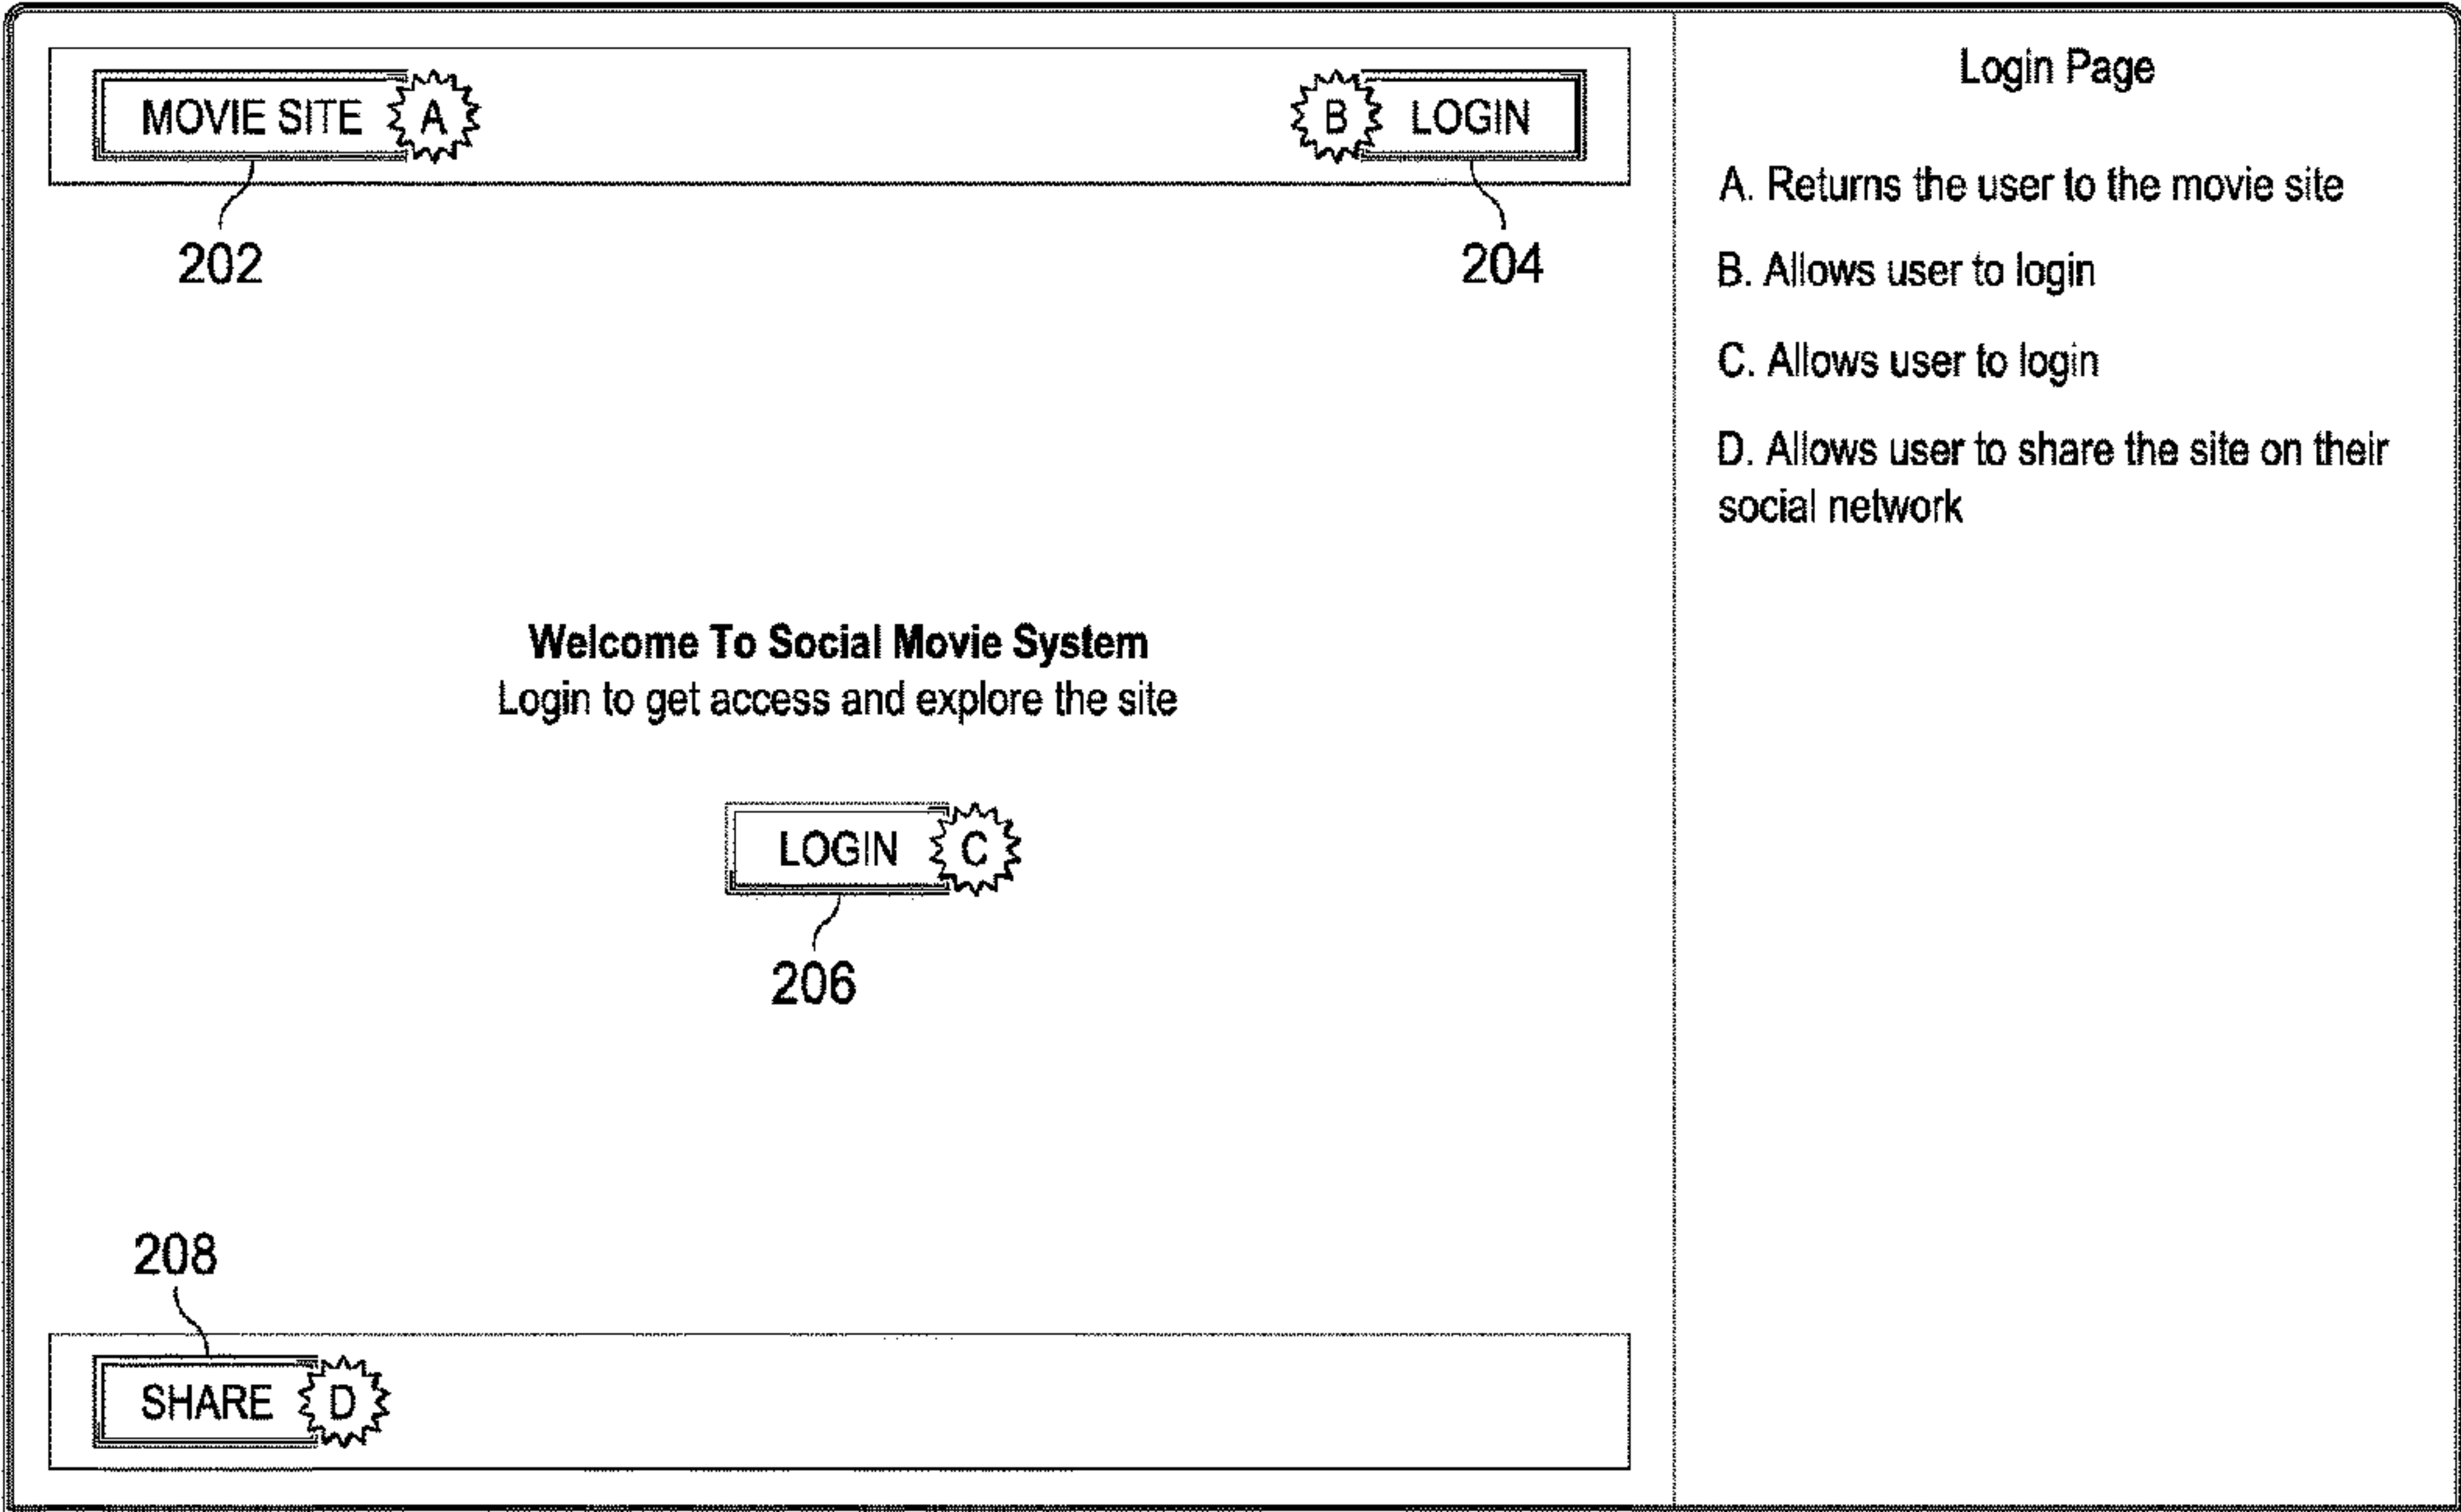 MOVIE SITE A
B LOGIN
202
204
Welcome To Social Movie System
Login to get access and explore the site
LOGIN C
206
208
SHARE D
Login Page
A. Returns the user to the movie site
B. Allows user to login
C. Allows user to login
D. Allows user to share the site on their
social network